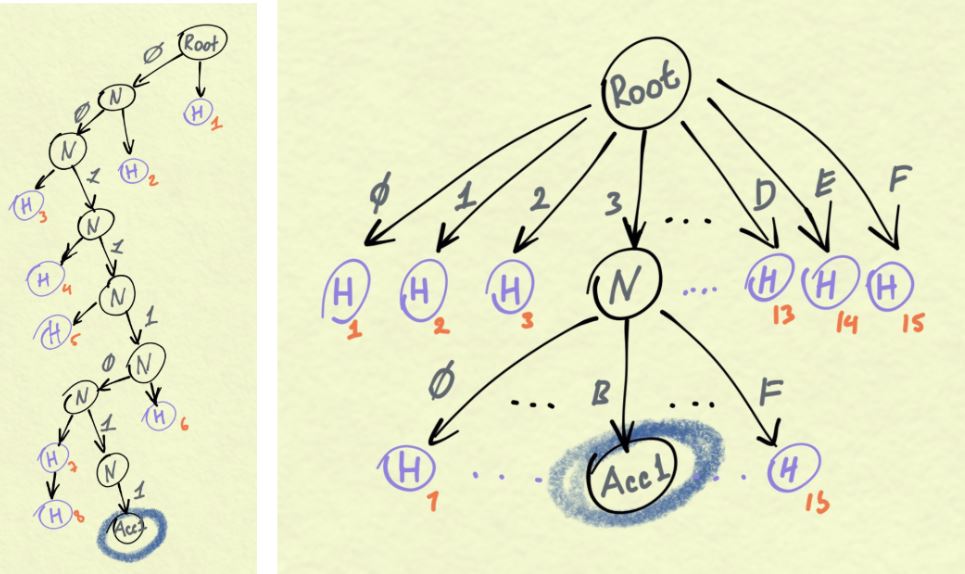 Root
Ø
N
H 1
Ø
N
H 2
1
H 3
N
H 4
1
N
H 5
1
N
Ø
N
H 6
1
H 7
N
1
H 8
Acc1
Root
Ø 1 2 3 ... D E F
H H H N ... H H H
1 2 3 13 14 15
Ø ... B ... F
H ... Acc1 ... H
1 15